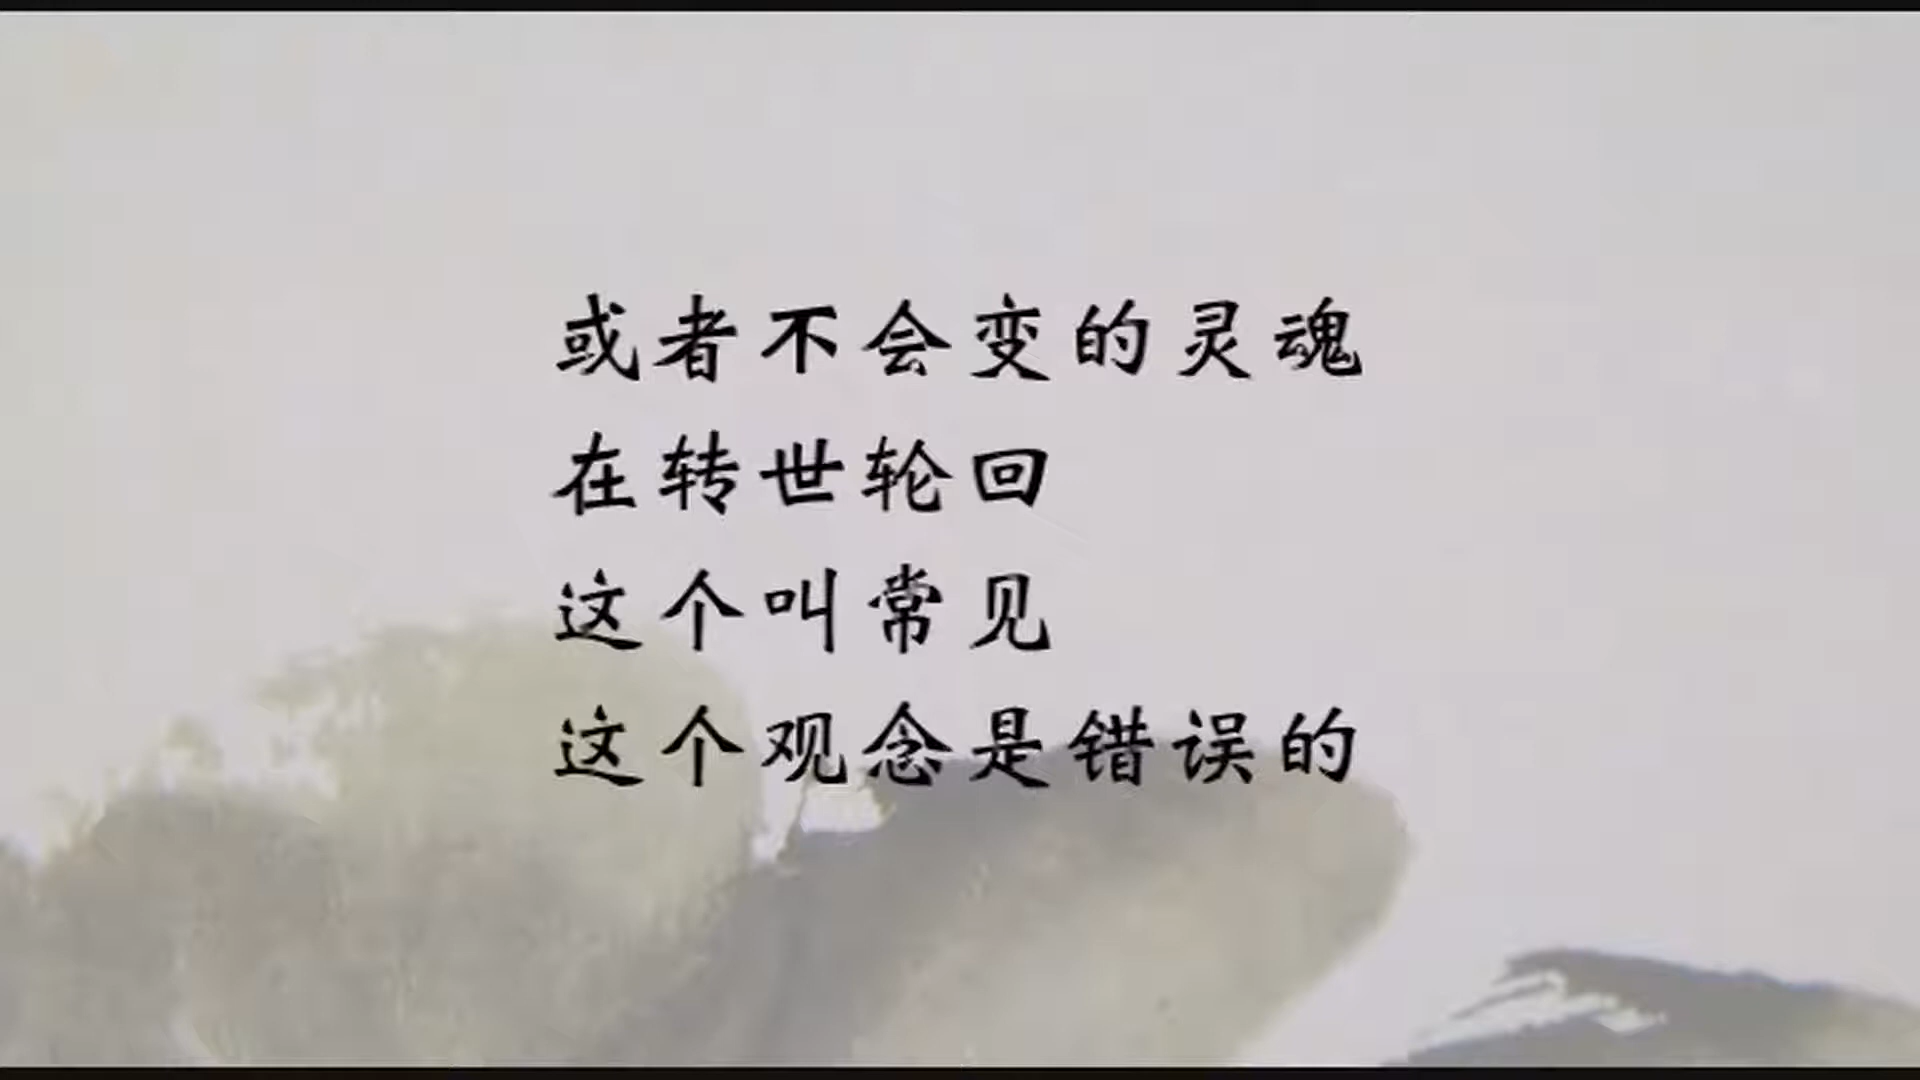 或者不会变的灵魂
在转世轮回
这个叫常见
这个观念是错误的